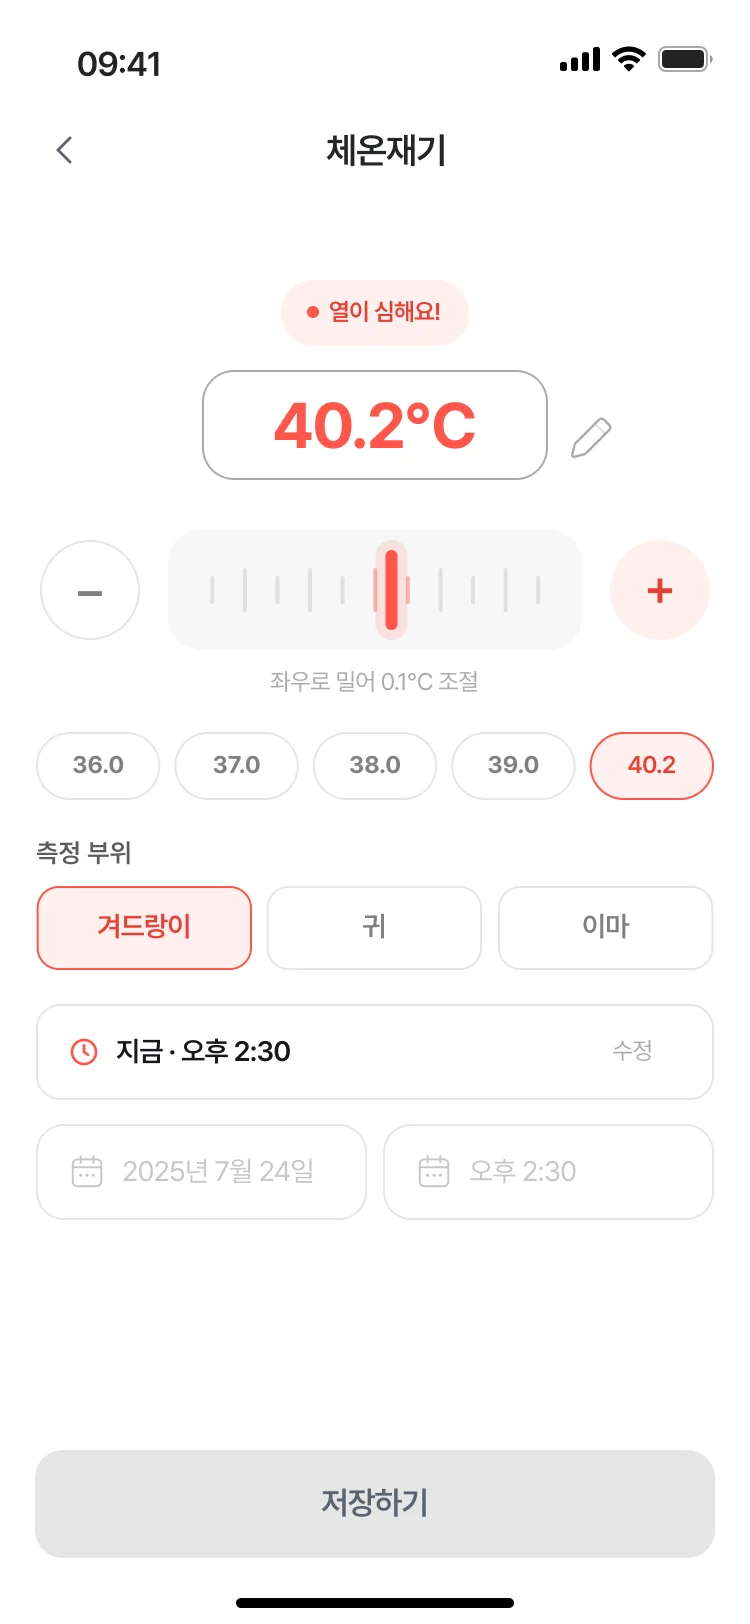 09:41
체온재기
열이 심해요!
40.2°C
–
+
좌우로 밀어 0.1°C 조절
36.0 37.0 38.0 39.0 40.2
측정 부위
겨드랑이 귀 이마
지금 · 오후 2:30 수정
2025년 7월 24일 오후 2:30
저장하기